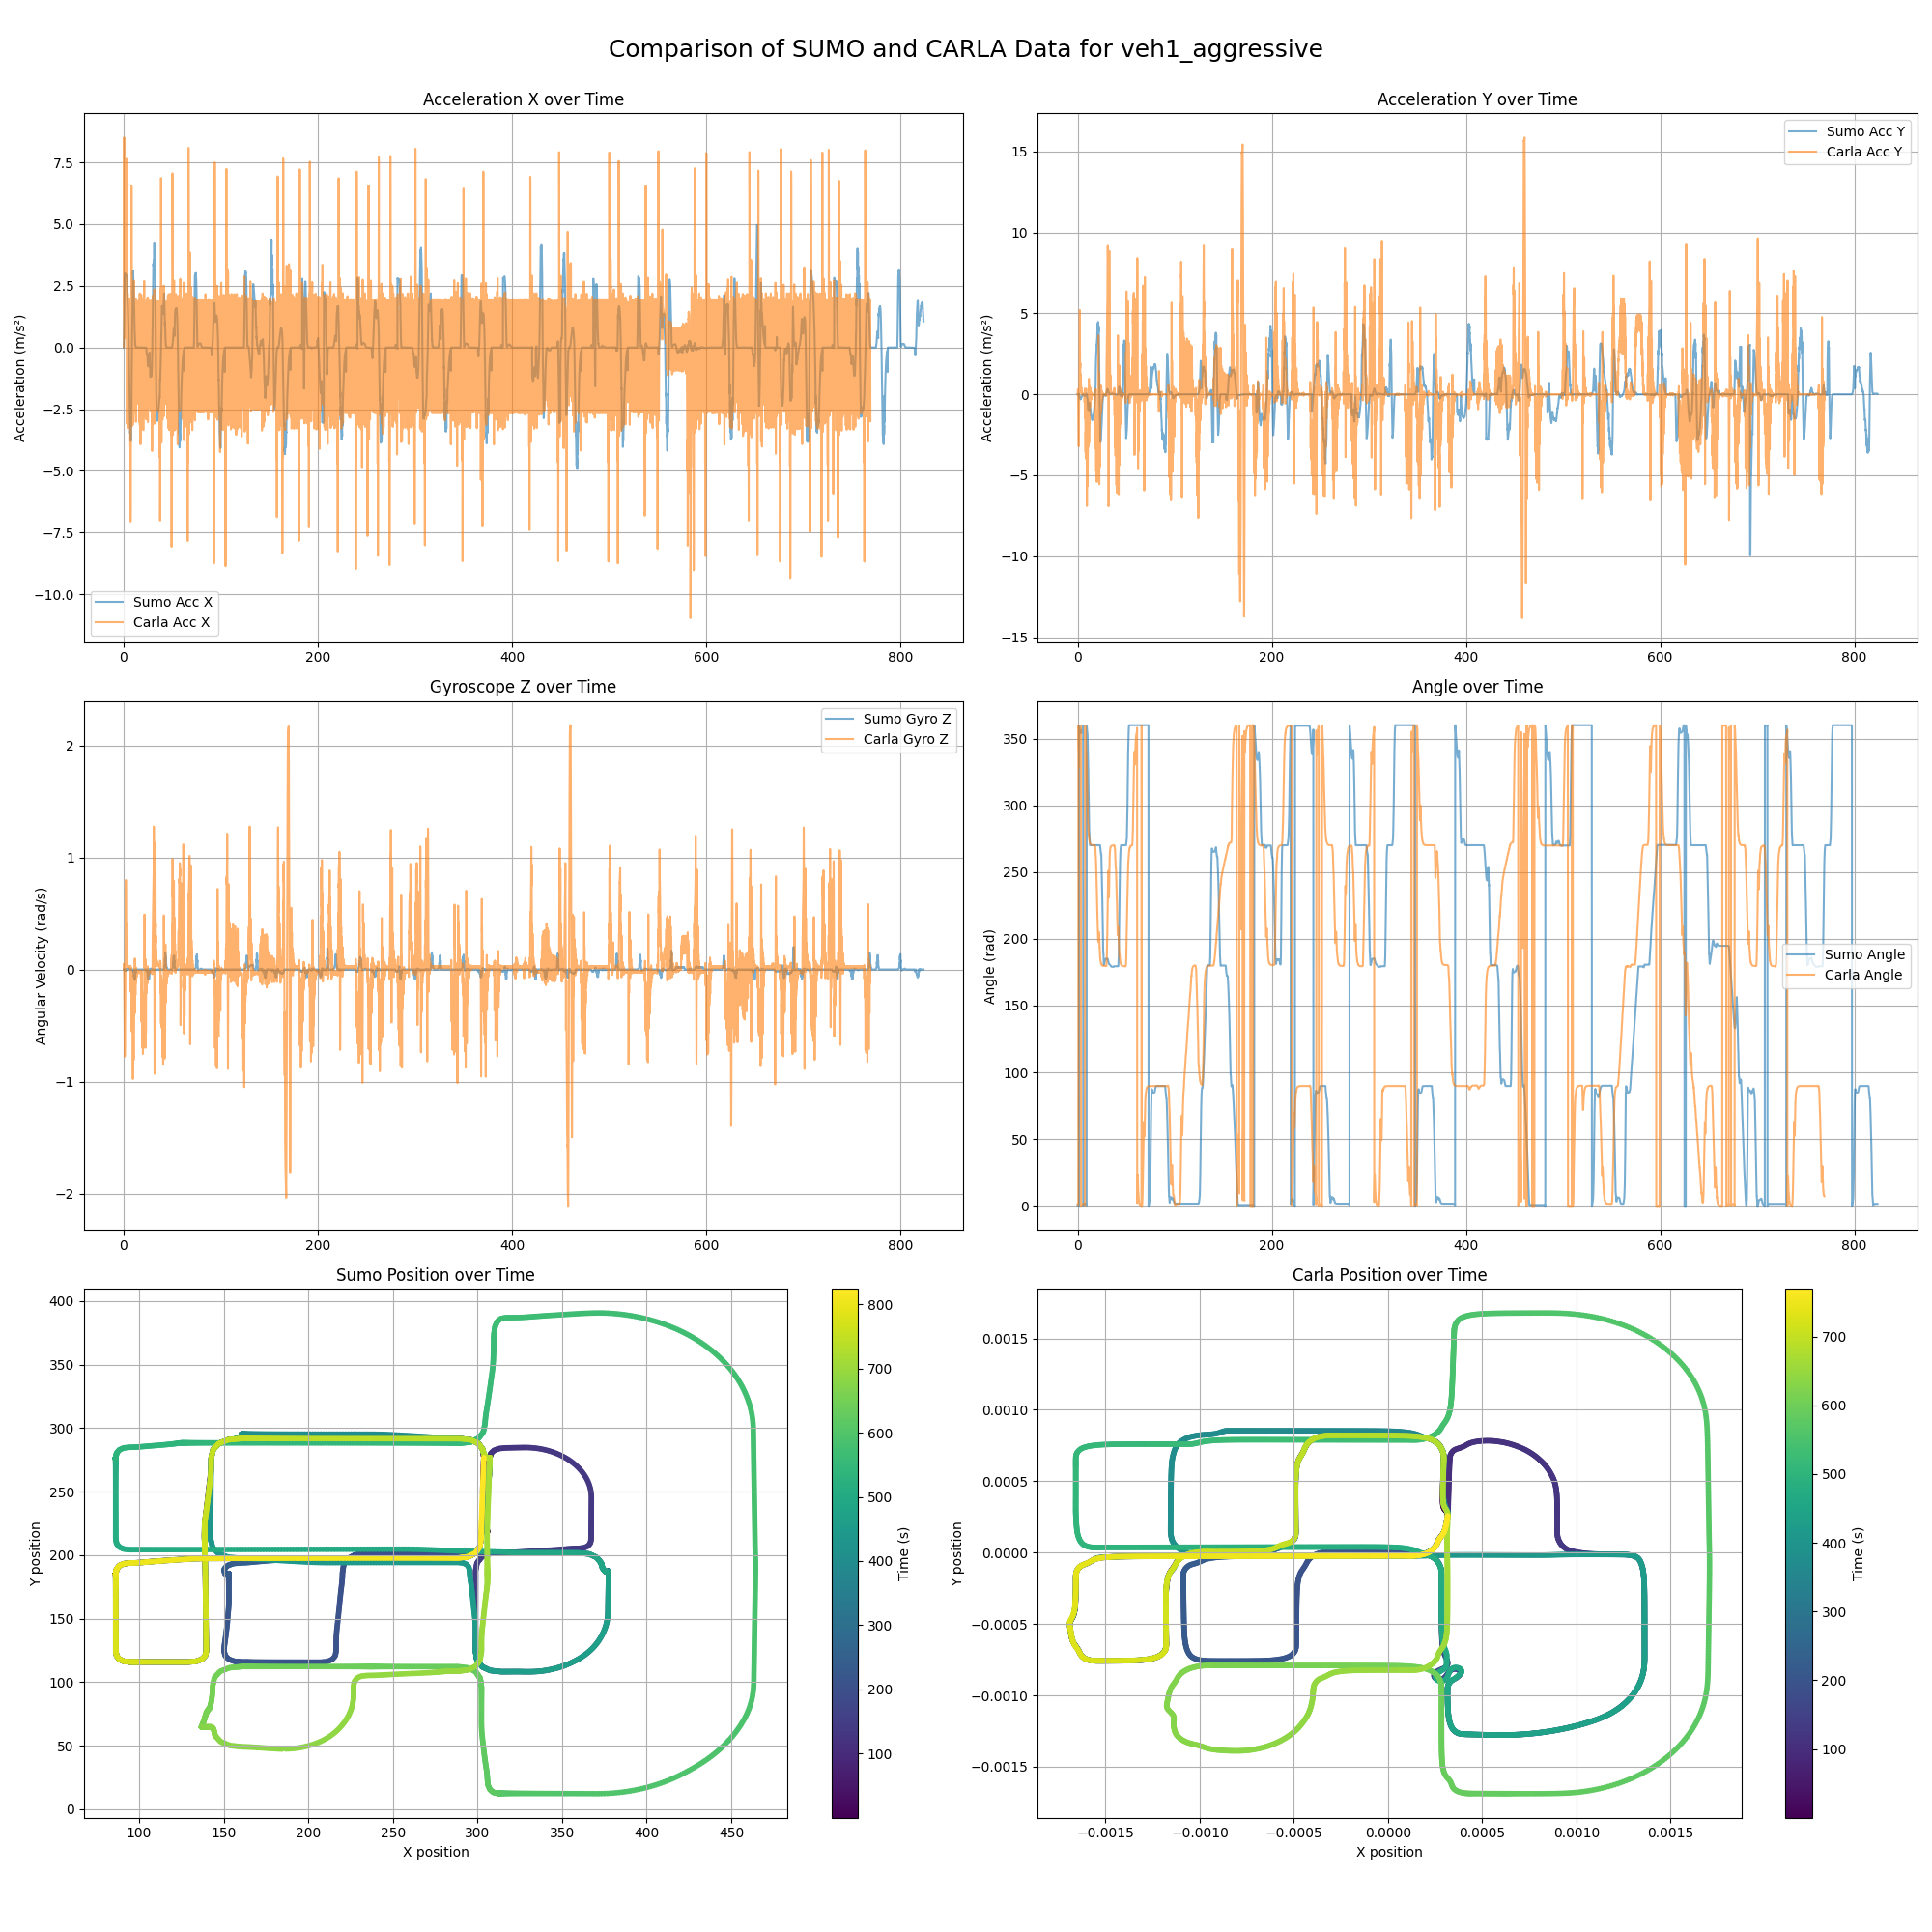 Comparison of SUMO and CARLA Data for veh1_aggressive
Acceleration X over Time
Acceleration (m/s²)
7.5
5.0
2.5
0.0
−2.5
−5.0
−7.5
−10.0
Sumo Acc X
Carla Acc X
0 200 400 600 800
Acceleration Y over Time
Acceleration (m/s²)
15
10
5
0
−5
−10
−15
Sumo Acc Y
Carla Acc Y
0 200 400 600 800
Gyroscope Z over Time
Angular Velocity (rad/s)
2
1
0
−1
−2
Sumo Gyro Z
Carla Gyro Z
0 200 400 600 800
Angle over Time
Angle (rad)
350
300
250
200
150
100
50
0
Sumo Angle
Carla Angle
0 200 400 600 800
Sumo Position over Time
Y position
400
350
300
250
200
150
100
50
0
100 150 200 250 300 350 400 450
X position
800
700
600
500
400
300
200
100
Time (s)
Carla Position over Time
Y position
0.0015
0.0010
0.0005
0.0000
−0.0005
−0.0010
−0.0015
−0.0015 −0.0010 −0.0005 0.0000 0.0005 0.0010 0.0015
X position
700
600
500
400
300
200
100
Time (s)